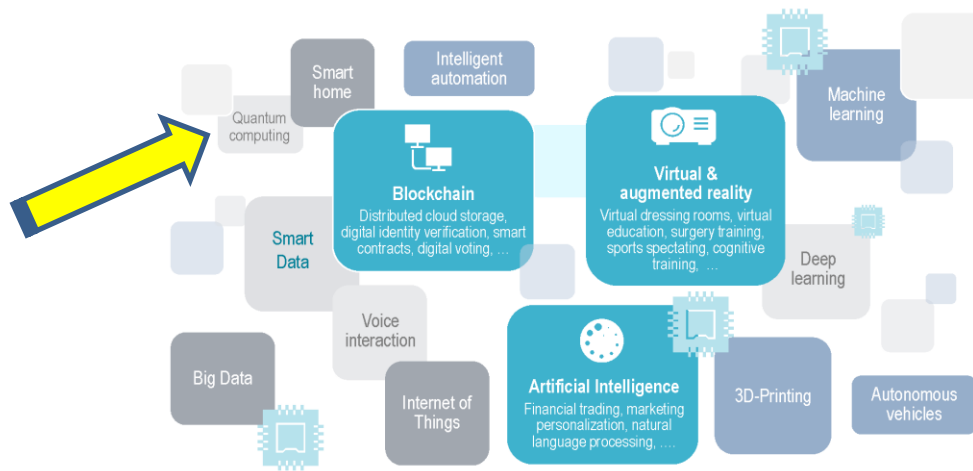 Smart
home
Intelligent
automation
Quantum
computing
Machine
learning
Blockchain
Distributed cloud storage,
digital identity verification, smart
contracts, digital voting, ...
Virtual &
augmented reality
Virtual dressing rooms, virtual
education, surgery training,
sports spectating, cognitive
training, ...
Smart
Data
Deep
learning
Voice
interaction
Big Data
Internet of
Things
Artificial Intelligence
Financial trading, marketing
personalization, natural
language processing, ....
3D-Printing
Autonomous
vehicles